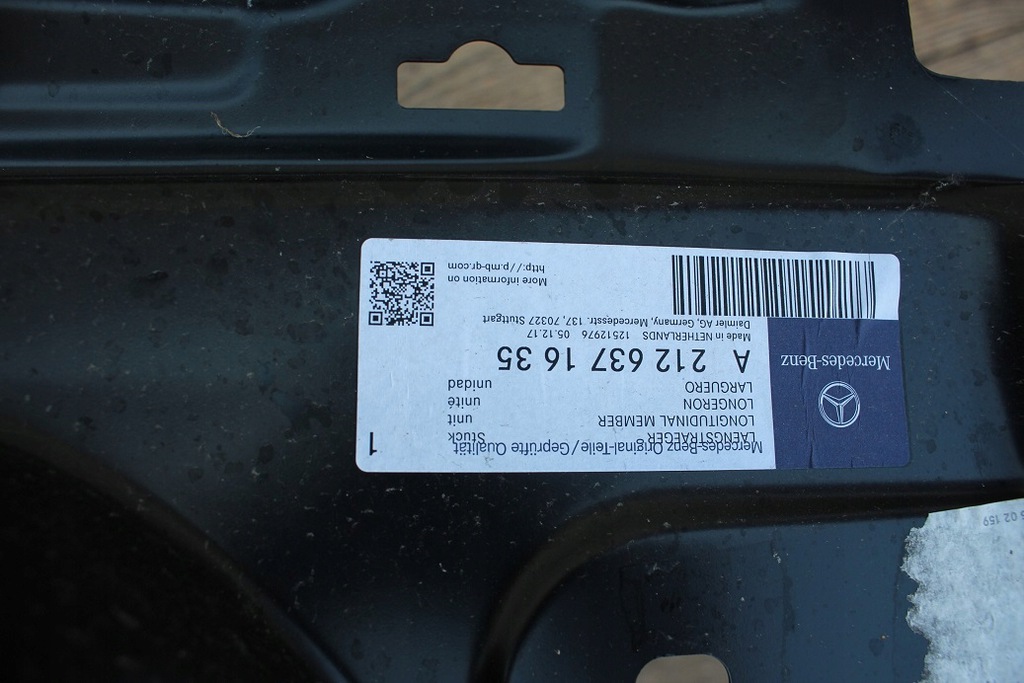 Mercedes-Benz
Mercedes-Benz Original-Teile/Geprüfte Qualität
LAENGSTRAEGER Stück
LONGITUDINAL MEMBER unit
LONGERON unité
LARGUERO unidad
1
A 212 637 16 35
Made in NETHERLANDS 12512976 05.12.17
Daimler AG, Germany, Mercedesstr. 137, 70327 Stuttgart
More information on
http://p.mb-qr.com
02 159